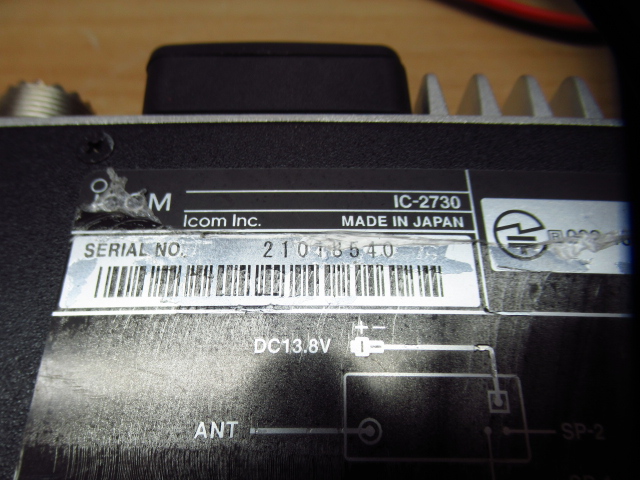 ICOM
IC-2730
Icom Inc. MADE IN JAPAN
SERIAL NO.
DC13.8V
+ -
ANT
SP-2